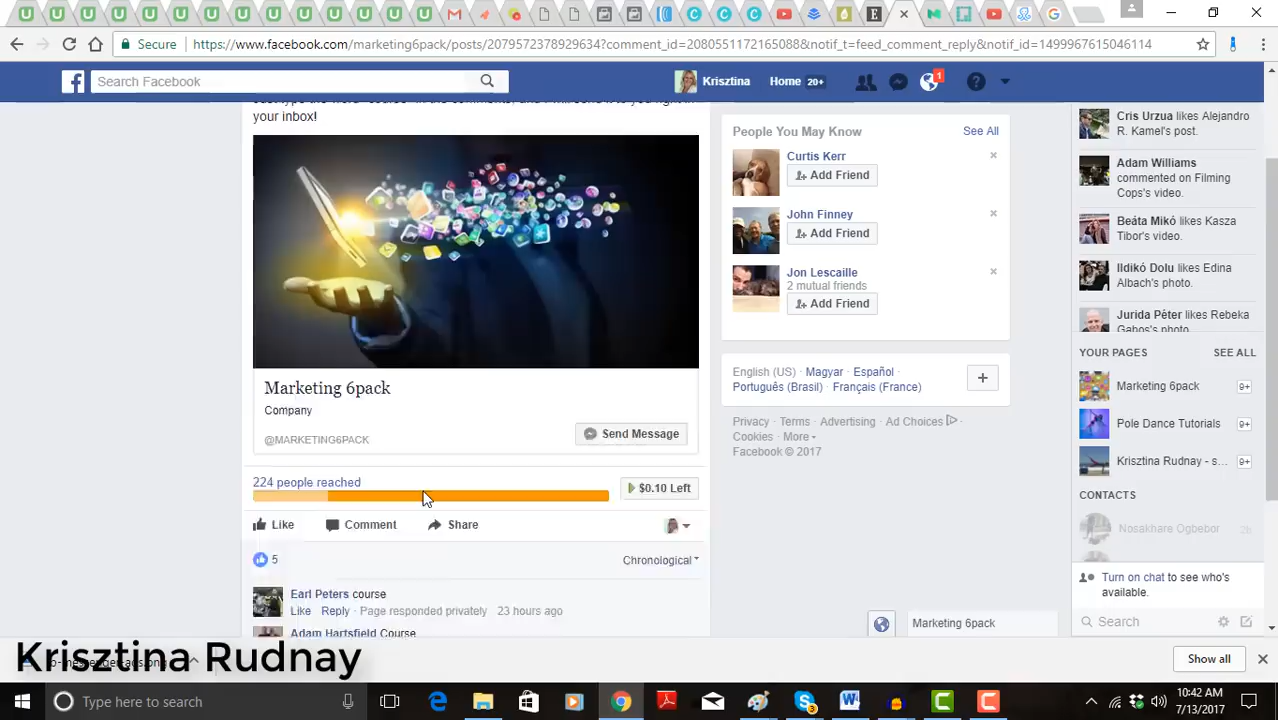 Secure
https://www.facebook.com/marketing6pack/posts/2079572378929634?comment_id=2080551172165088&notif_t=feed_comment_reply&notif_id=1499967615046114
Search Facebook
Krisztina
Home 20+
1
your inbox!
Marketing 6pack
Company
@MARKETING6PACK
Send Message
224 people reached
$0.10 Left
Like
Comment
Share
5
Chronological
Earl Peters course
Like Reply · Page responded privately 23 hours ago
Adam Hartsfield Course
People You May Know
See All
Curtis Kerr
Add Friend
John Finney
Add Friend
Jon Lescaille
2 mutual friends
Add Friend
English (US) · Magyar · Español ·
Português (Brasil) · Français (France)
Privacy · Terms · Advertising · Ad Choices ·
Cookies · More
Facebook © 2017
Cris Urzua likes Alejandro
R. Kamel's post.
Adam Williams
commented on Filming
Cops's video.
Beáta Mikó likes Kasza
Tibor's video.
Ildikó Dolu likes Edina
Albach's photo.
Jurida Péter likes Rebeka
Gabos's photo.
YOUR PAGES
SEE ALL
Marketing 6pack
9+
Pole Dance Tutorials
9+
Krisztina Rudnay - s...
9+
CONTACTS
Nosakhare Ogbebor
2h
Turn on chat to see who's
available.
Search
Marketing 6pack
Krisztina Rudnay
Show all
Type here to search
10:42 AM
7/13/2017